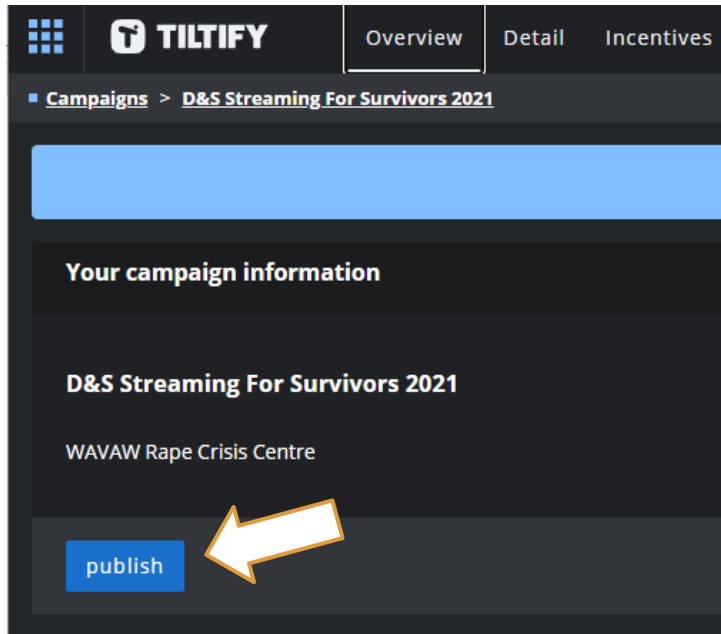 TILTIFY Overview Detail Incentives
Campaigns > D&S Streaming For Survivors 2021
Your campaign information
D&S Streaming For Survivors 2021
WAVAW Rape Crisis Centre
publish